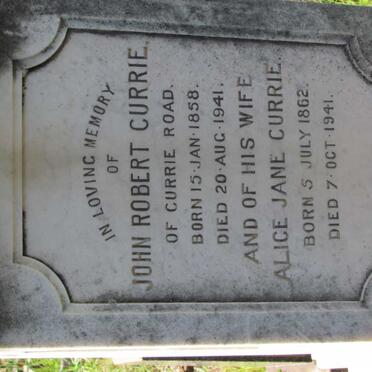 IN LOVING MEMORY
OF
JOHN ROBERT CURRIE.
OF CURRIE ROAD.
BORN 15·JAN·1858.
DIED 20·AUG·1941.
AND OF HIS WIFE
ALICE JANE CURRIE.
BORN 5 JULY 1862.
DIED 7·OCT·1941.